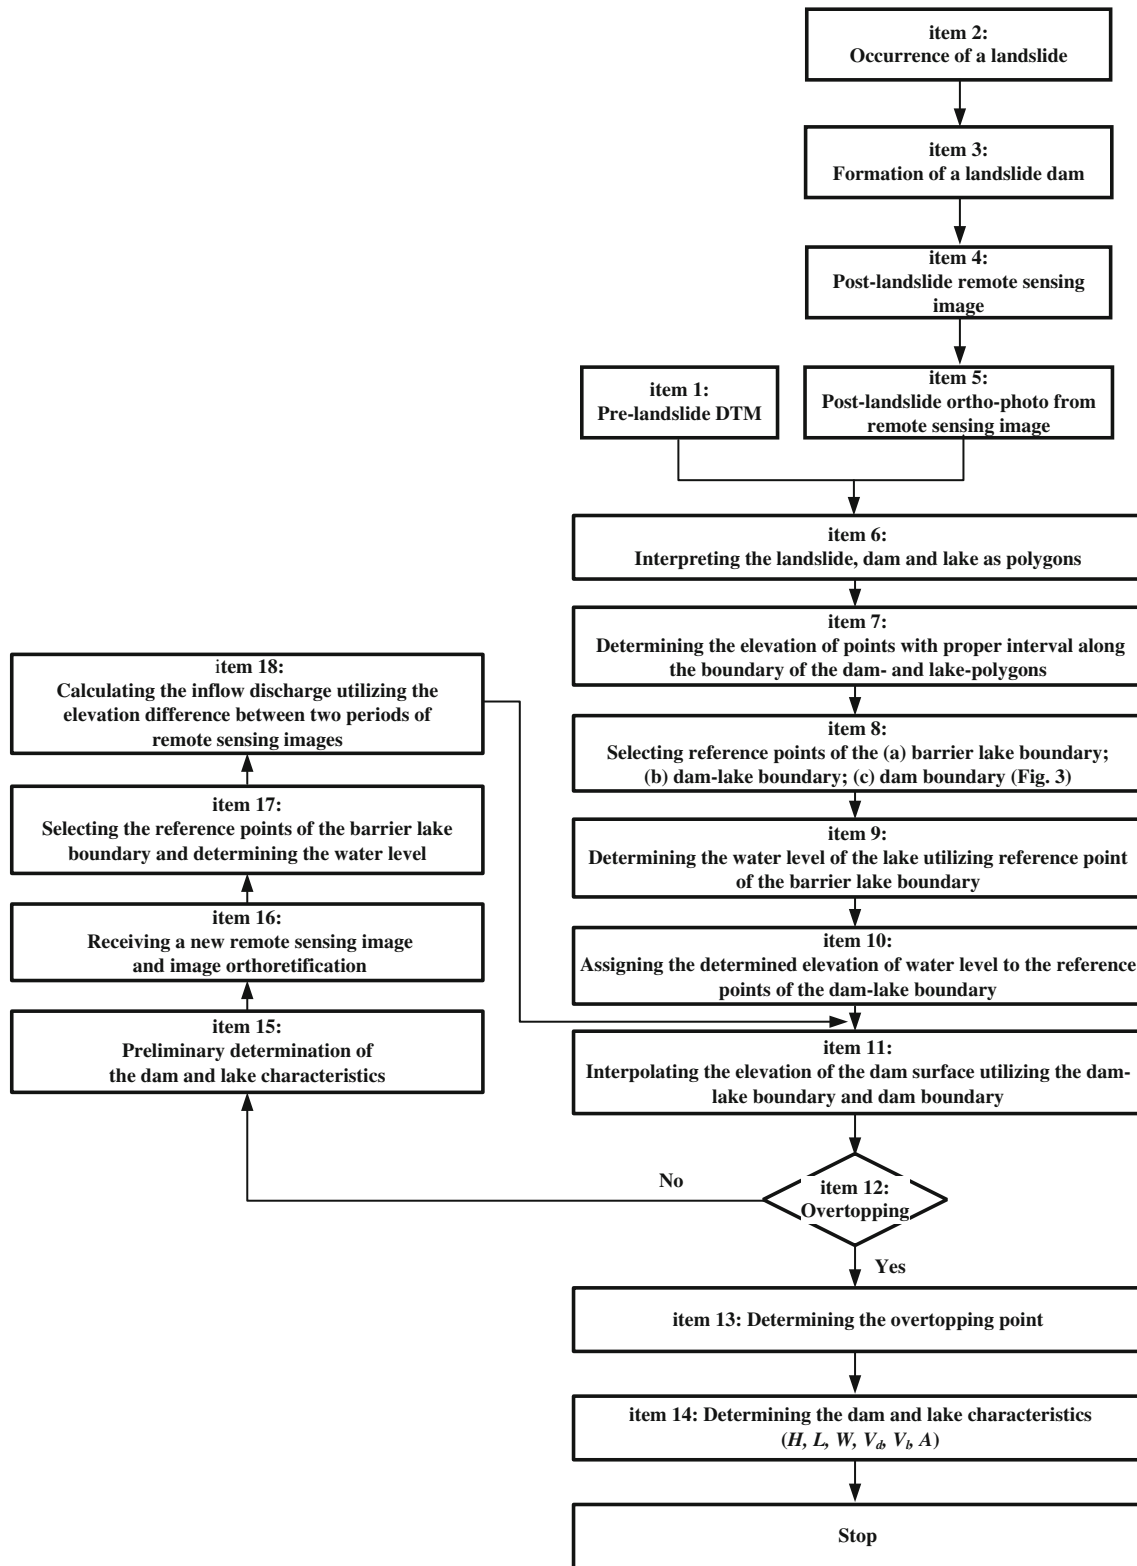 item 2:
Occurrence of a landslide
item 3:
Formation of a landslide dam
item 4:
Post-landslide remote sensing
image
item 1:
Pre-landslide DTM
item 5:
Post-landslide ortho-photo from
remote sensing image
item 6:
Interpreting the landslide, dam and lake as polygons
item 7:
Determining the elevation of points with proper interval along
the boundary of the dam- and lake-polygons
item 8:
Selecting reference points of the (a) barrier lake boundary;
(b) dam-lake boundary; (c) dam boundary (Fig. 3)
item 9:
Determining the water level of the lake utilizing reference point
of the barrier lake boundary
item 10:
Assigning the determined elevation of water level to the reference
points of the dam-lake boundary
item 11:
Interpolating the elevation of the dam surface utilizing the dam-
lake boundary and dam boundary
item 12:
Overtopping
No
Yes
item 18:
Calculating the inflow discharge utilizing the
elevation difference between two periods of
remote sensing images
item 17:
Selecting the reference points of the barrier lake
boundary and determining the water level
item 16:
Receiving a new remote sensing image
and image orthoretification
item 15:
Preliminary determination of
the dam and lake characteristics
item 13: Determining the overtopping point
item 14: Determining the dam and lake characteristics
(H, L, W, Vd, Vl, A)
Stop